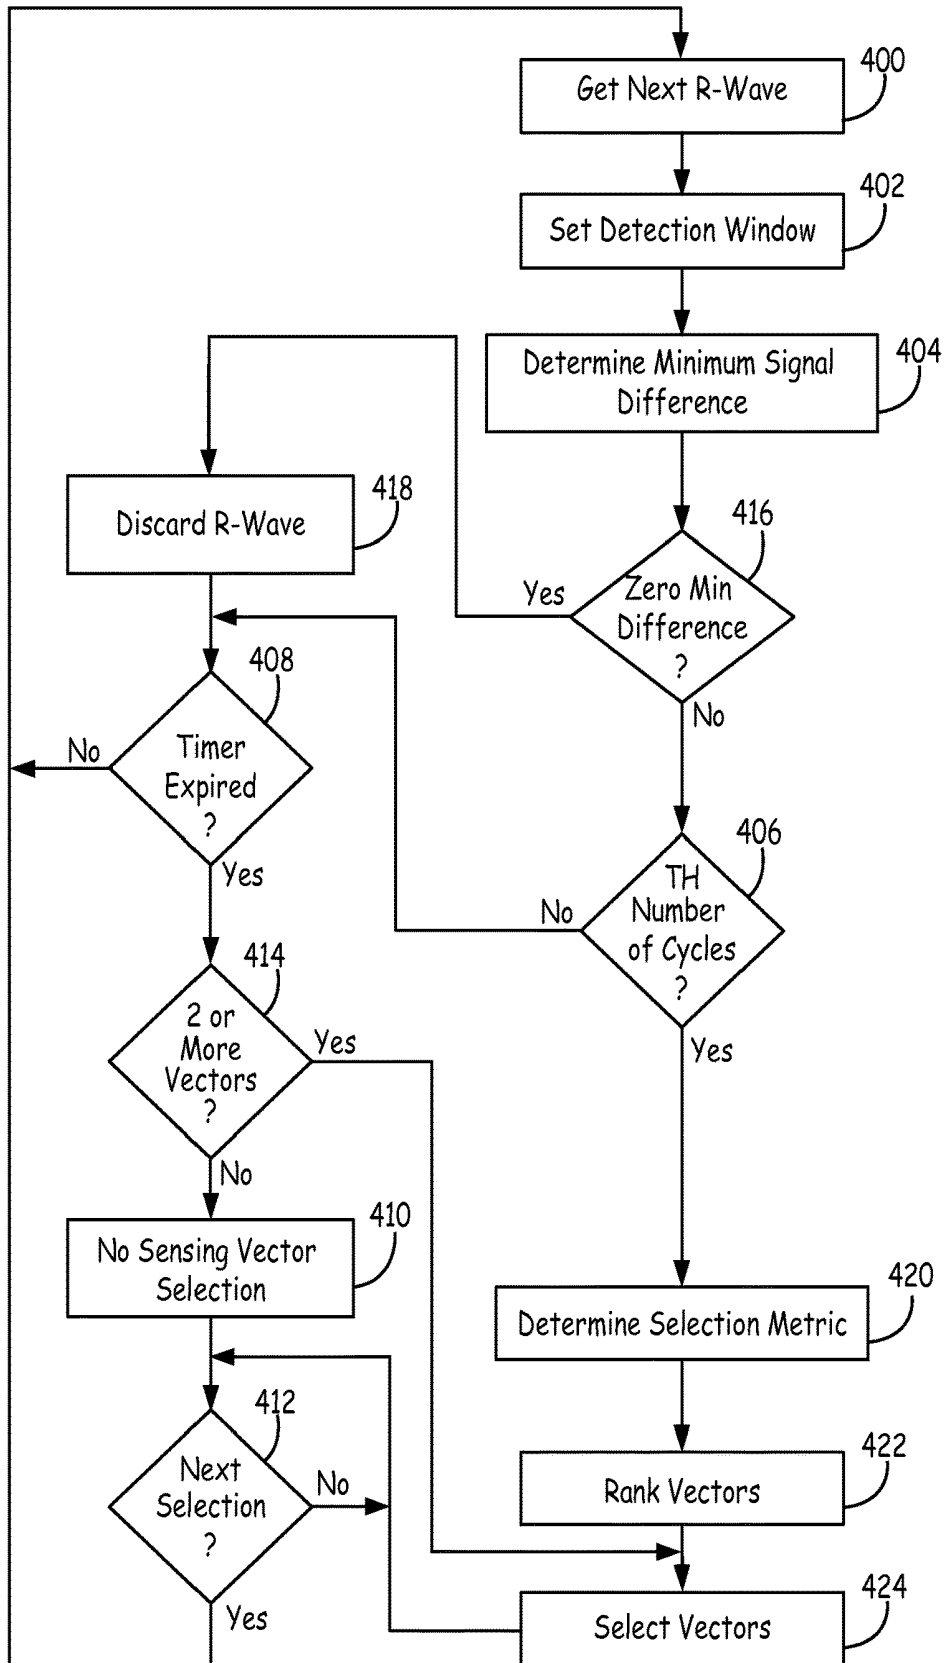 400
Get Next R-Wave
402
Set Detection Window
404
Determine Minimum Signal
Difference
418
Discard R-Wave
416
Yes
Zero Min
Difference
?
No
408
No
Timer
Expired
?
Yes
406
TH
No
Number
of Cycles
?
Yes
414
2 or
More
Vectors
?
Yes
No
410
No Sensing Vector
Selection
420
Determine Selection Metric
412
Next
Selection
?
No
Yes
422
Rank Vectors
424
Select Vectors